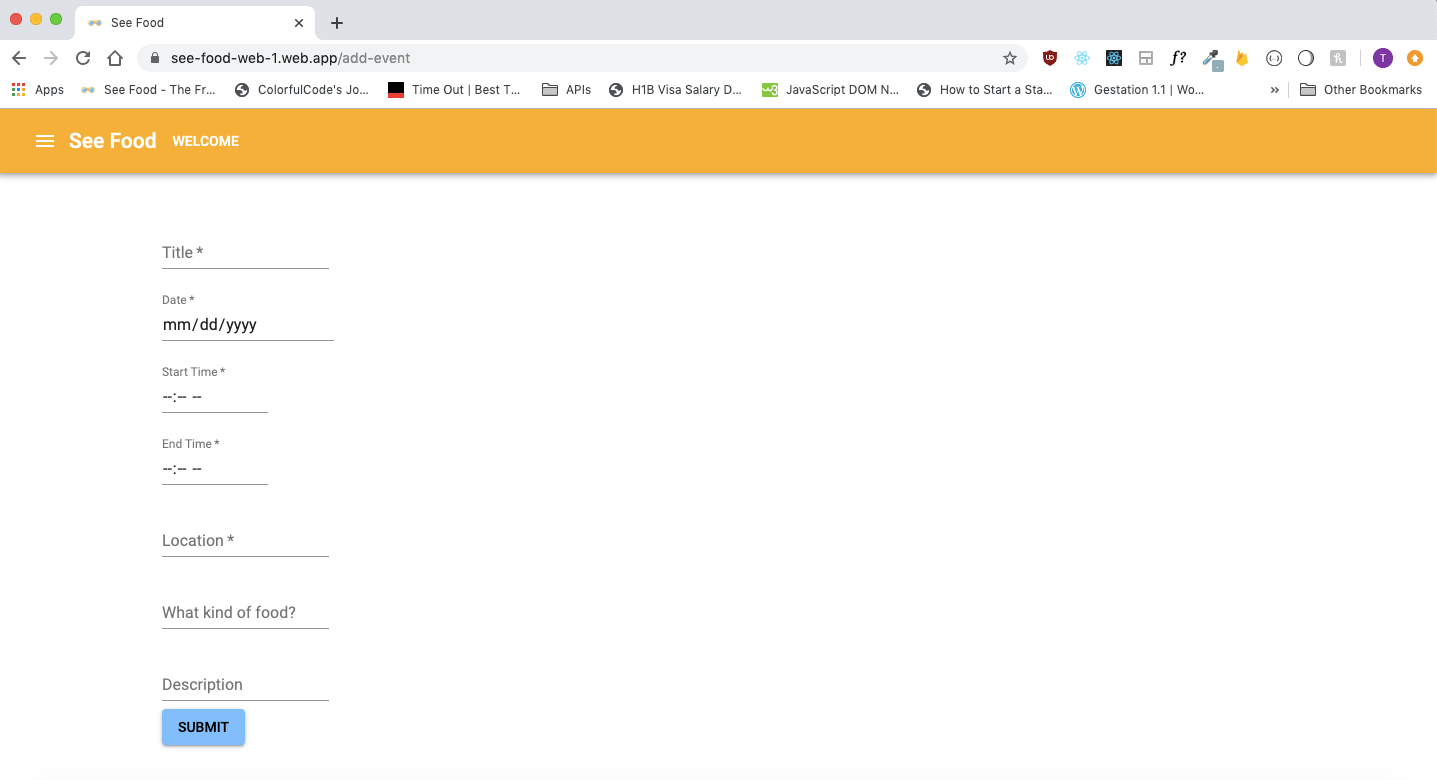 See Food
see-food-web-1.web.app/add-event
f?
T
Apps See Food - The Fr... ColorfulCode's Jo... Time Out | Best T... APIs H1B Visa Salary D... JavaScript DOM N... How to Start a Sta... Gestation 1.1 | Wo... » Other Bookmarks
See Food WELCOME
Title *
Date *
mm/dd/yyyy
Start Time *
--:-- --
End Time *
--:-- --
Location *
What kind of food?
Description
SUBMIT